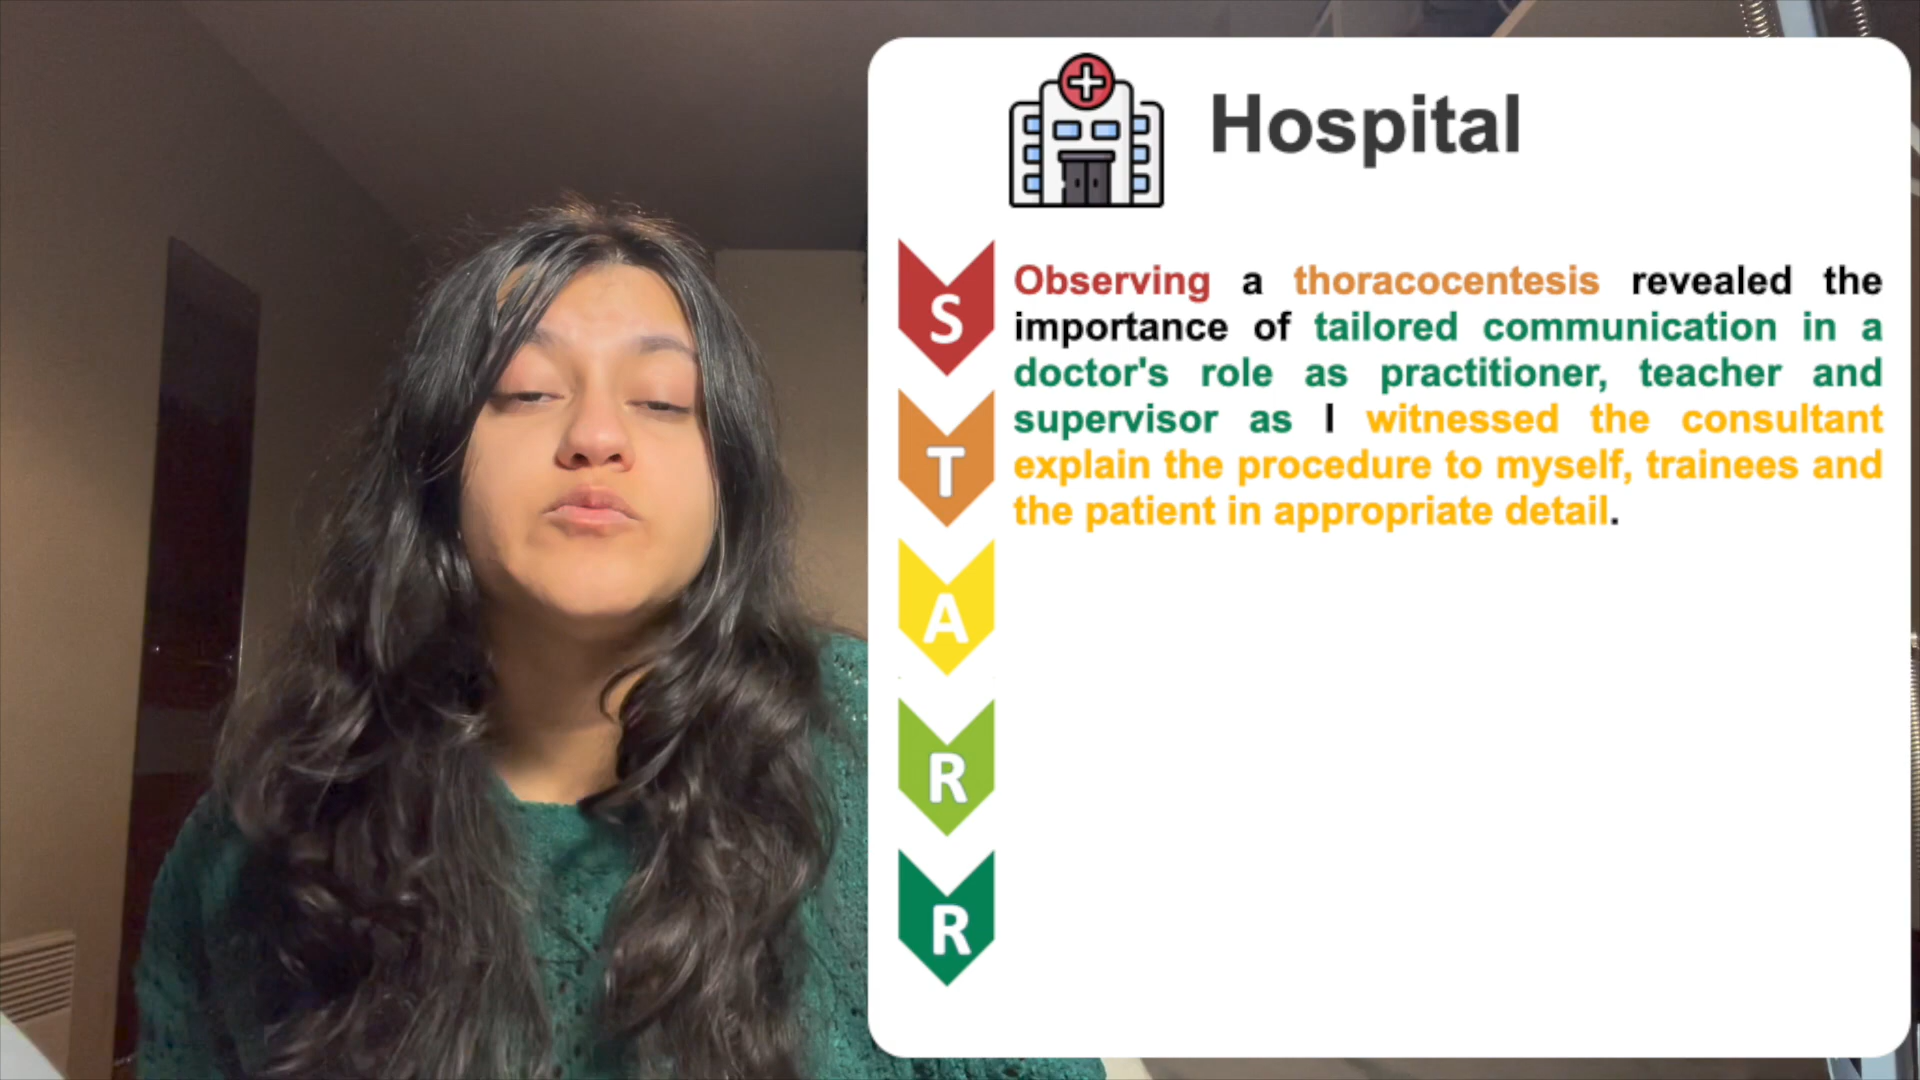 Hospital
S
T
A
R
R
Observing a thoracocentesis revealed the
importance of tailored communication in a
doctor's role as practitioner, teacher and
supervisor as I witnessed the consultant
explain the procedure to myself, trainees and
the patient in appropriate detail.